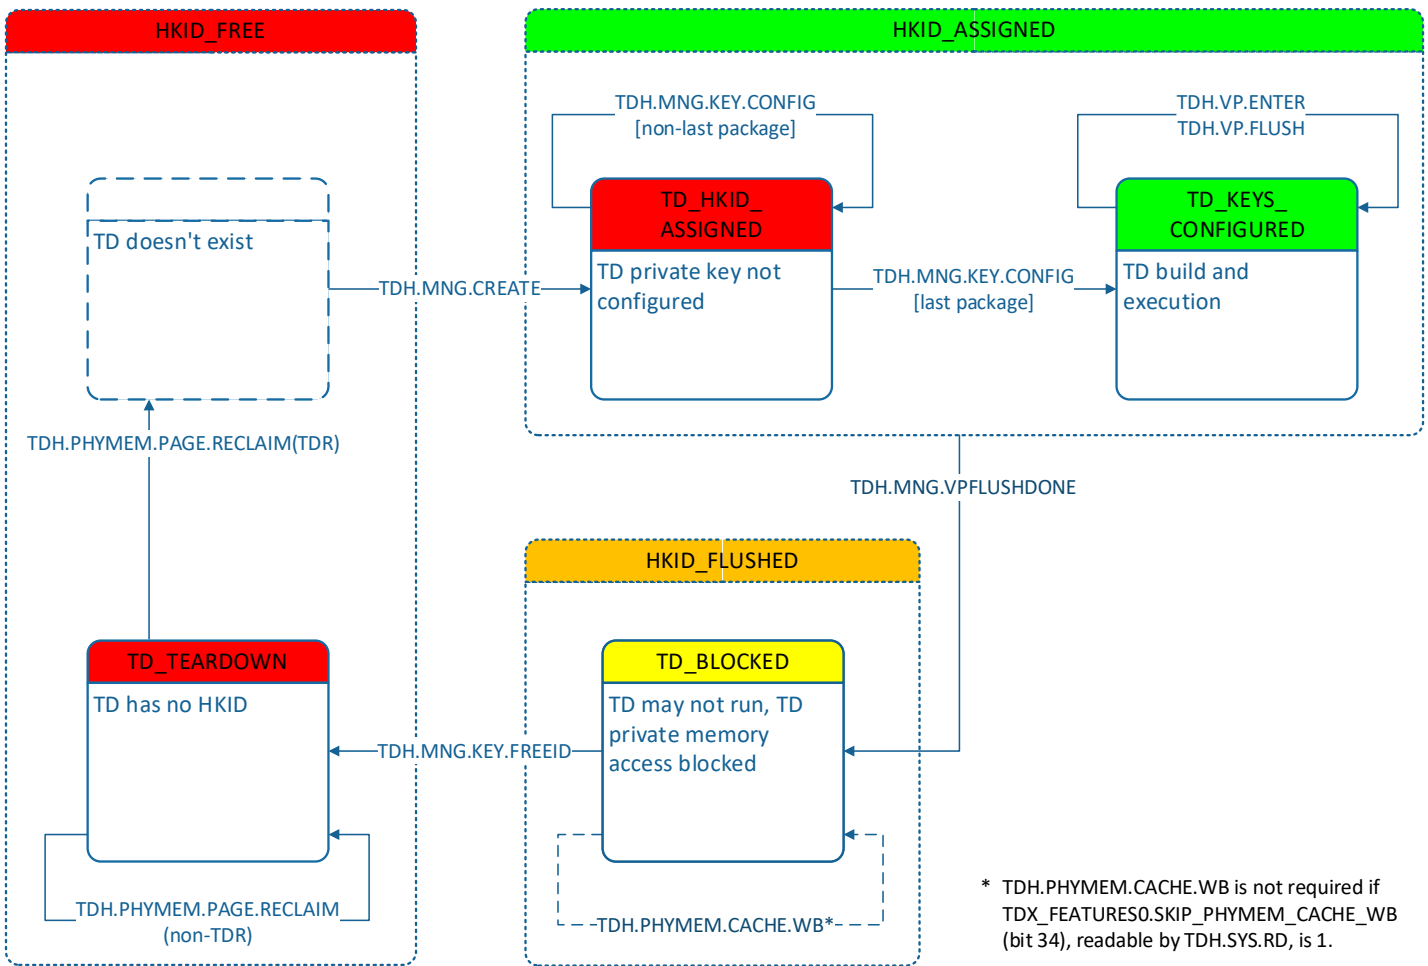 HKID_FREE
HKID_ASSIGNED
TDH.MNG.KEY.CONFIG
[non-last package]
TDH.VP.ENTER
TDH.VP.FLUSH
TD doesn't exist
TD_HKID_
ASSIGNED
TD private key not
configured
TD_KEYS_
CONFIGURED
TD build and
execution
TDH.MNG.CREATE
TDH.MNG.KEY.CONFIG
[last package]
TDH.PHYMEM.PAGE.RECLAIM(TDR)
TDH.MNG.VPFLUSHDONE
HKID_FLUSHED
TD_TEARDOWN
TD has no HKID
TD_BLOCKED
TD may not run, TD
private memory
access blocked
TDH.MNG.KEY.FREEID
TDH.PHYMEM.PAGE.RECLAIM
(non-TDR)
TDH.PHYMEM.CACHE.WB*
* TDH.PHYMEM.CACHE.WB is not required if
TDX_FEATURES0.SKIP_PHYMEM_CACHE_WB
(bit 34), readable by TDH.SYS.RD, is 1.